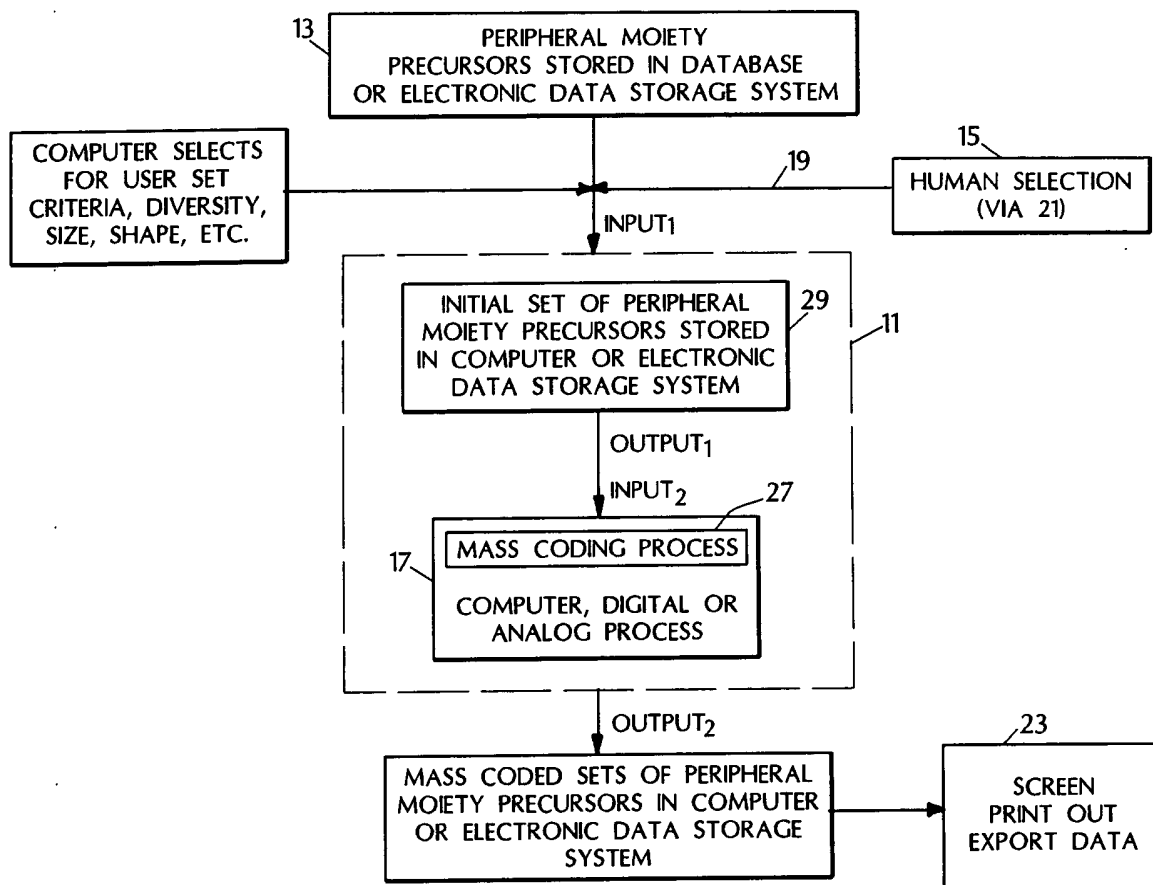 13
PERIPHERAL MOIETY
PRECURSORS STORED IN DATABASE
OR ELECTRONIC DATA STORAGE SYSTEM
COMPUTER SELECTS
FOR USER SET
CRITERIA, DIVERSITY,
SIZE, SHAPE, ETC.
19
15
HUMAN SELECTION
(VIA 21)
INPUT1
INITIAL SET OF PERIPHERAL
MOIETY PRECURSORS STORED
IN COMPUTER OR ELECTRONIC
DATA STORAGE SYSTEM
29
11
OUTPUT1
INPUT2
27
17
MASS CODING PROCESS
COMPUTER, DIGITAL OR
ANALOG PROCESS
OUTPUT2
MASS CODED SETS OF PERIPHERAL
MOIETY PRECURSORS IN COMPUTER
OR ELECTRONIC DATA STORAGE
SYSTEM
23
SCREEN
PRINT OUT
EXPORT DATA